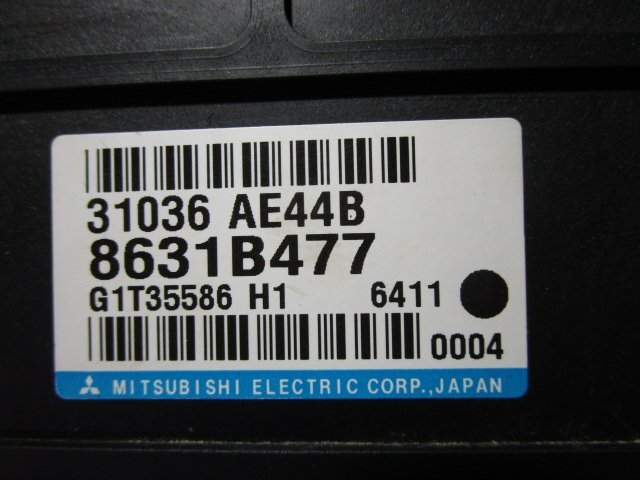 31036 AE44B
8631B477
G1T35586 H1 6411
0004
MITSUBISHI ELECTRIC CORP.,JAPAN